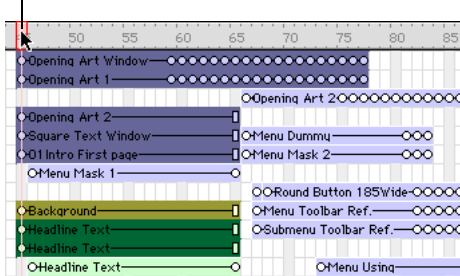 50 55 60 65 70 75 80 85
Opening Art Window
Opening Art 1
Opening Art 2
Opening Art 2
Square Text Window Menu Dummy
01 Intro First page Menu Mask 2
Menu Mask 1
Round Button 185Wide
Background Menu Toolbar Ref.
Headline Text Submenu Toolbar Ref.
Headline Text
Headline Text Menu Using